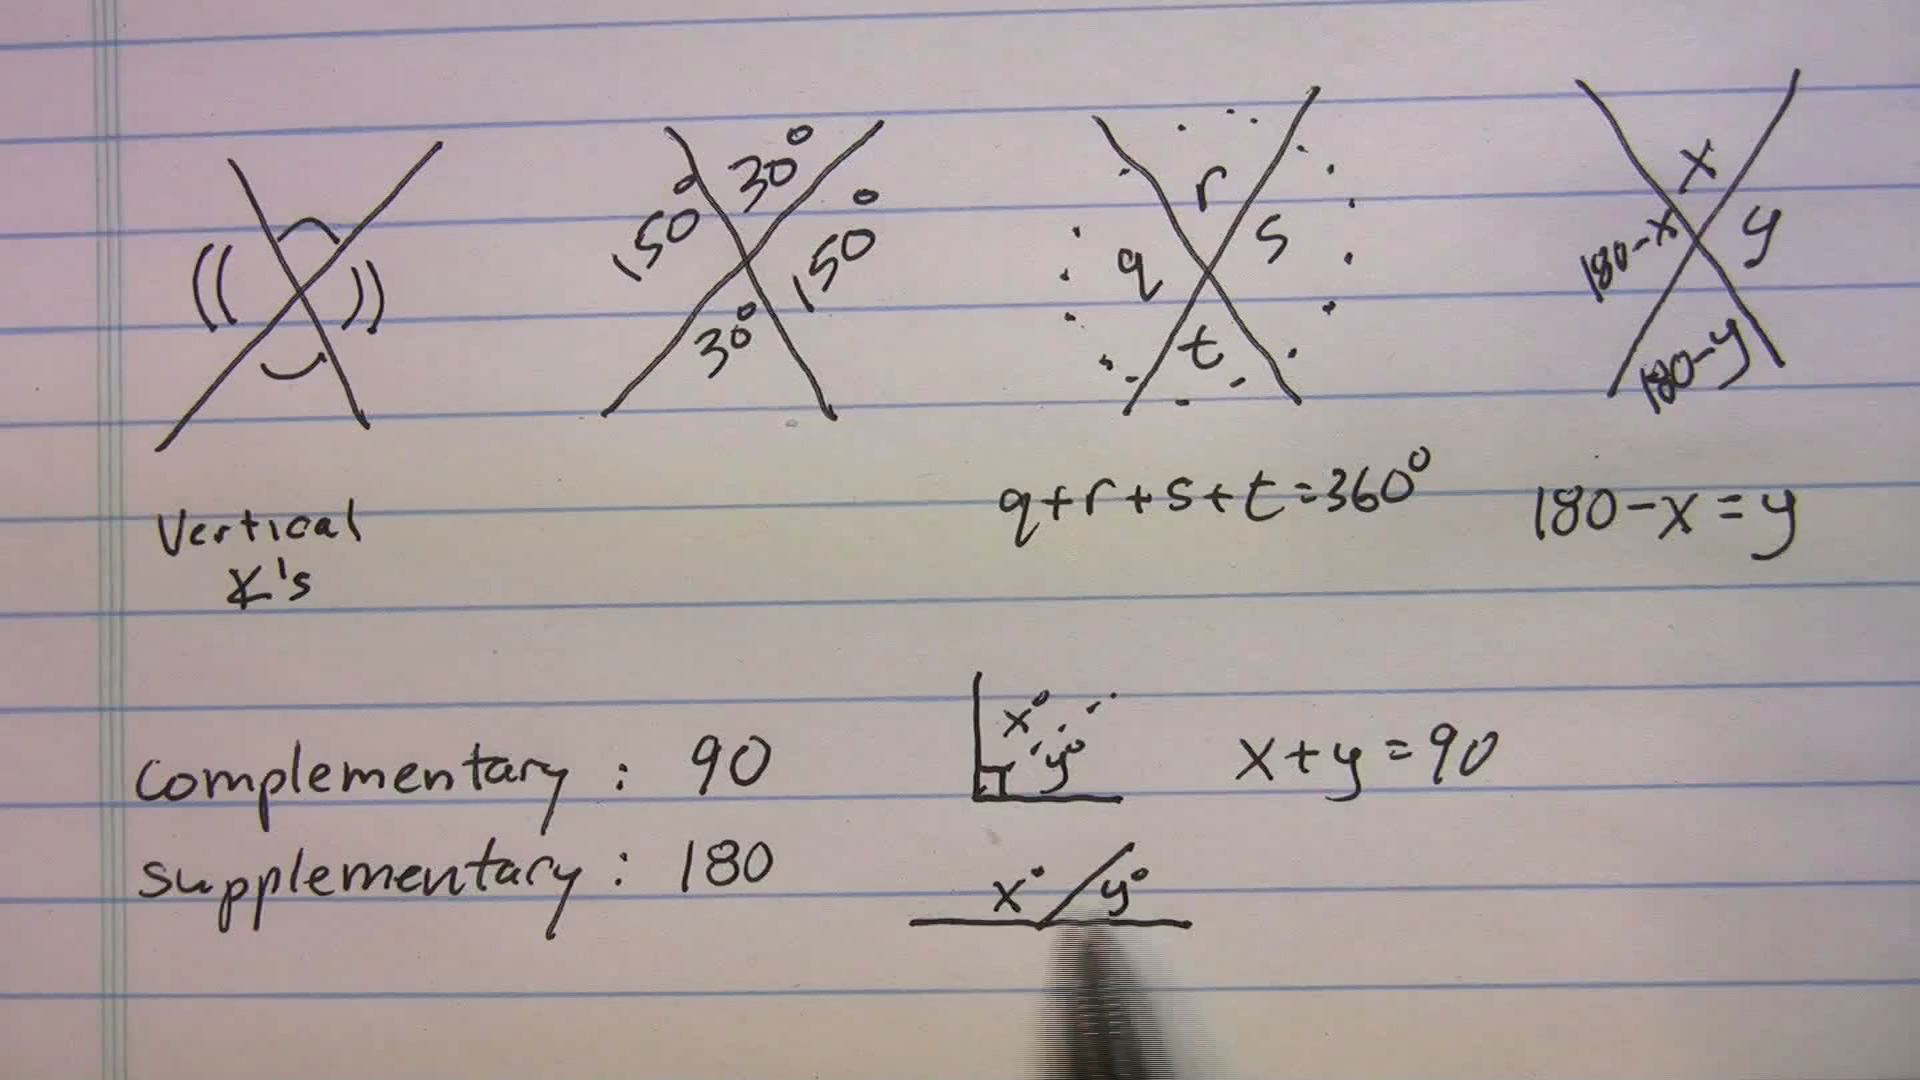 30° 150° 150° 30°
r q s t
x 180-x y 180-y
q+r+s+t=360° 180-x=y
Vertical
∠'s
complementary : 90 x° y° x+y=90
supplementary : 180 x° y°